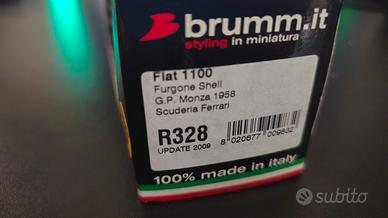 brumm.it
styling in miniatura
Fiat 1100
Furgone Shell
G.P. Monza 1958
Scuderia Ferrari
R328
UPDATE 2009
8 020677 009832
100% made in italy
subito